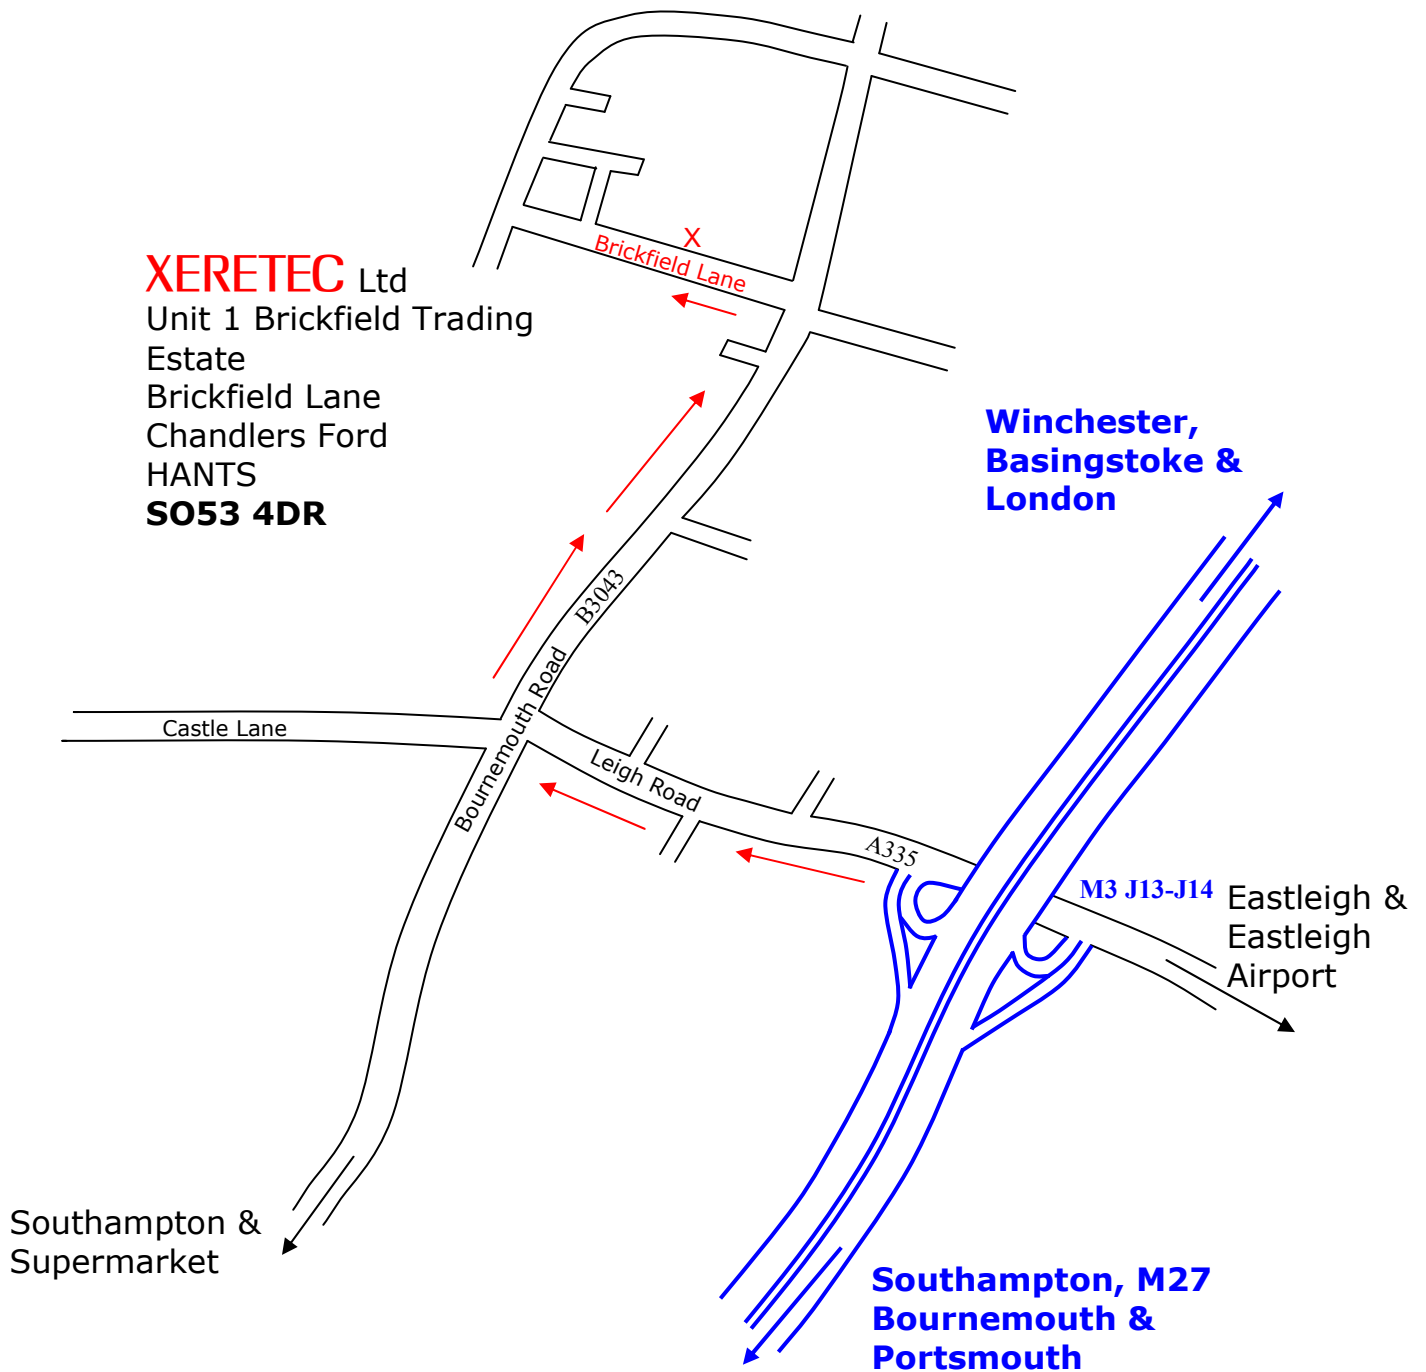 X
Brickfield Lane
XERETEC Ltd
Unit 1 Brickfield Trading
Estate
Brickfield Lane
Chandlers Ford
HANTS
SO53 4DR
Winchester,
Basingstoke &
London
B3043
Bournemouth Road
Castle Lane
Leigh Road
A335
M3 J13-J14
Eastleigh &
Eastleigh
Airport
Southampton &
Supermarket
Southampton, M27
Bournemouth &
Portsmouth